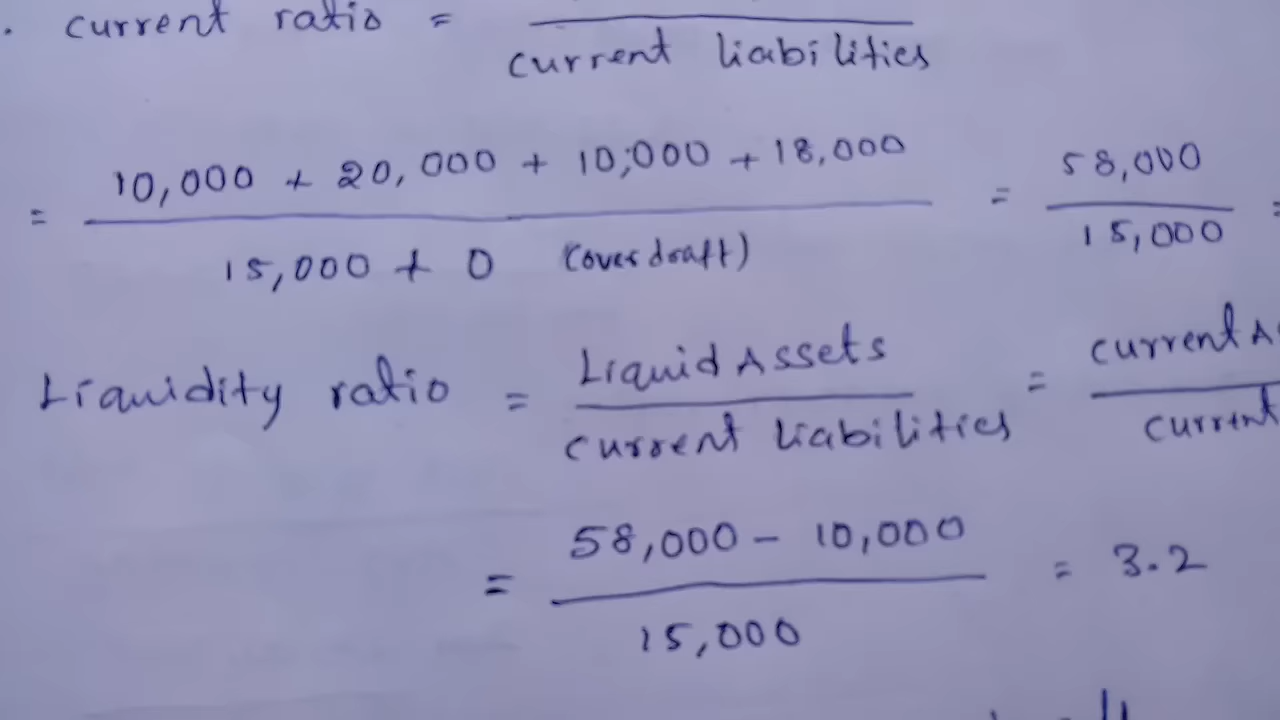 . current ratio =
current liabilities
= 10,000 + 20,000 + 10,000 + 18,000 = 58,000 =
15,000 + 0 (overdraft) 15,000
Liquidity ratio = Liquid Assets = current A
current liabilities current
= 58,000 - 10,000 = 3.2
15,000